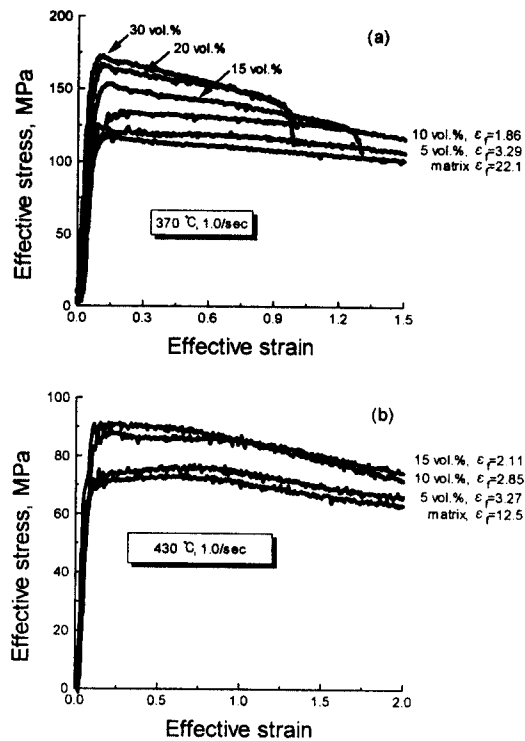 (a)
30 vol.%
20 vol.%
15 vol.%
10 vol.%, εf=1.86
5 vol.%, εf=3.29
matrix εf=22.1
370 ℃, 1.0/sec
Effective stress, MPa
200
150
100
50
0
0.0 0.3 0.6 0.9 1.2 1.5
Effective strain
(b)
15 vol.%, εf=2.11
10 vol.%, εf=2.85
5 vol.%, εf=3.27
matrix, εf=12.5
430 ℃, 1.0/sec
Effective stress, MPa
100
80
60
40
20
0
0.0 0.5 1.0 1.5 2.0
Effective strain